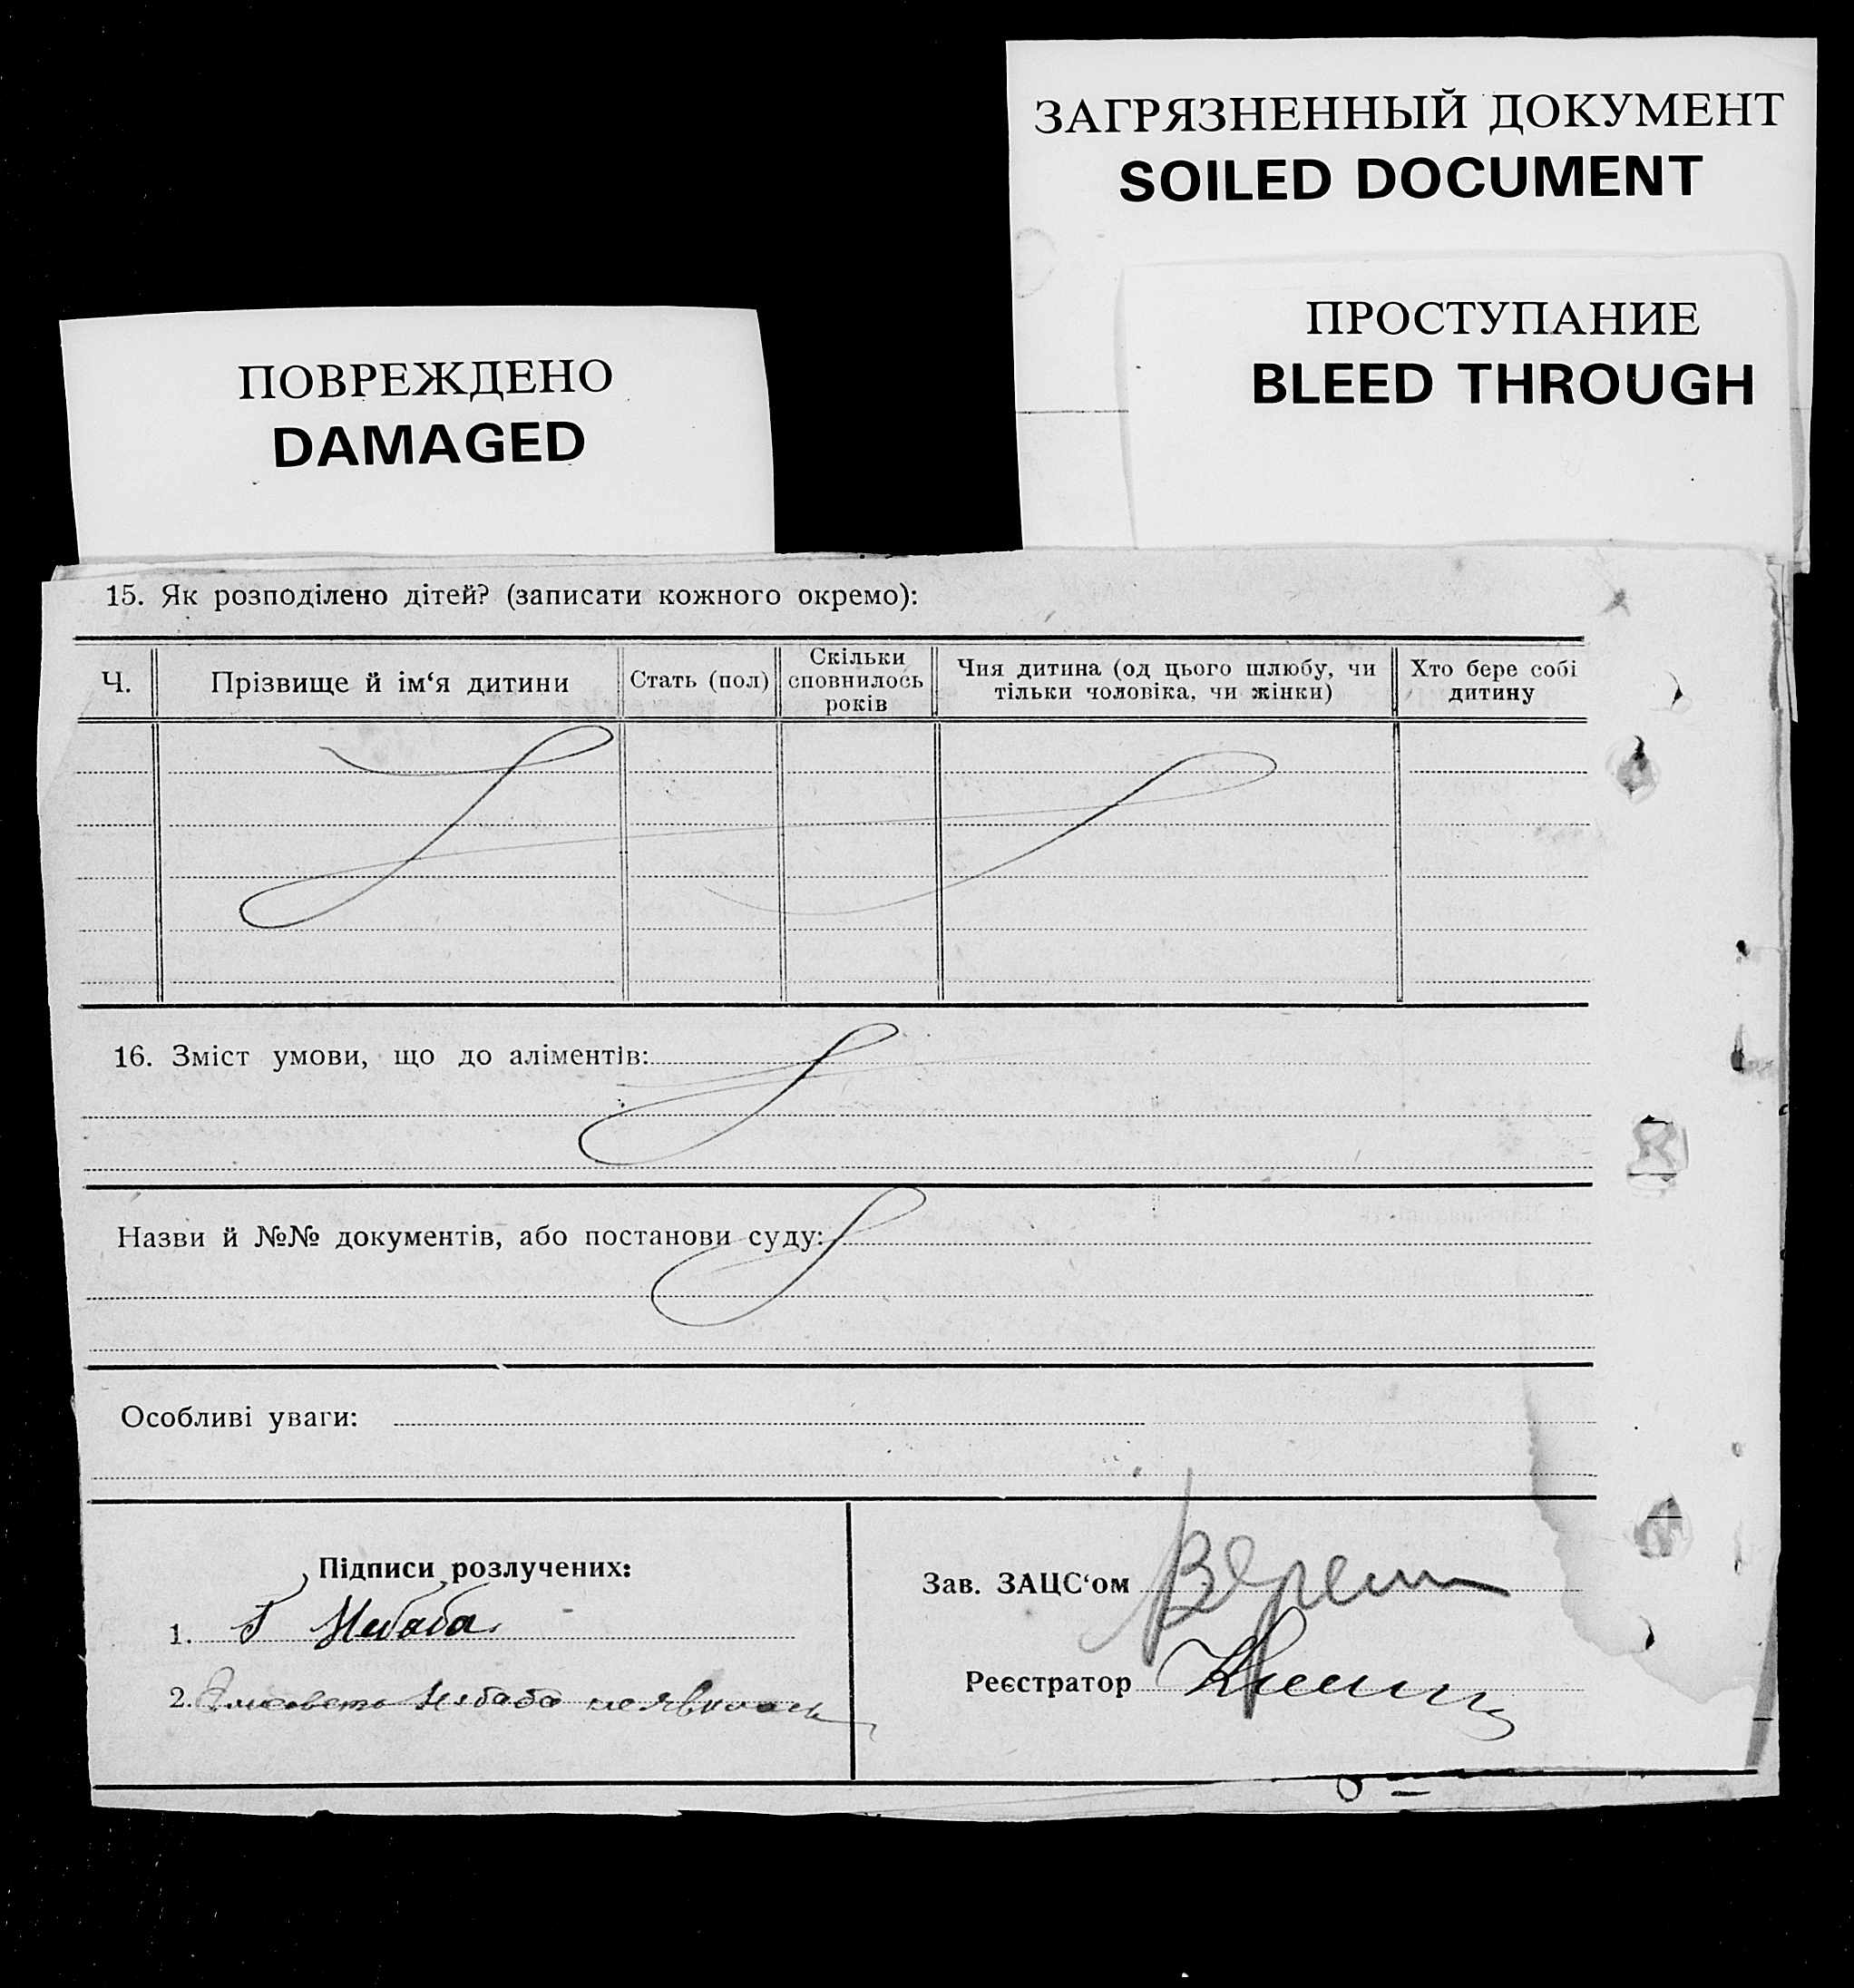 ЗАГРЯЗНЕННЫЙ ДОКУМЕНТ
SOILED DOCUMENT
ПРОСТУПАНИЕ
BLEED THROUGH
ПОВРЕЖДЕНО
DAMAGED
15. Як розподілено дітей? (записати кожного окремо):
Ч.
Прізвище й ім‘я дитини
Стать (пол)
Скільки
сповнилось
років
Чия дитина (од цього шлюбу, чи
тільки чоловіка, чи жінки)
Хто бере собі
дитину
16. Зміст умови, що до аліментів:
Назви й №№ документів, або постанови суду:
Особливі уваги:
Підписи розлучених:
1. Г Небаба
2. Елисовета Небаба
Зав. ЗАЦС‘ом
Реєстратор